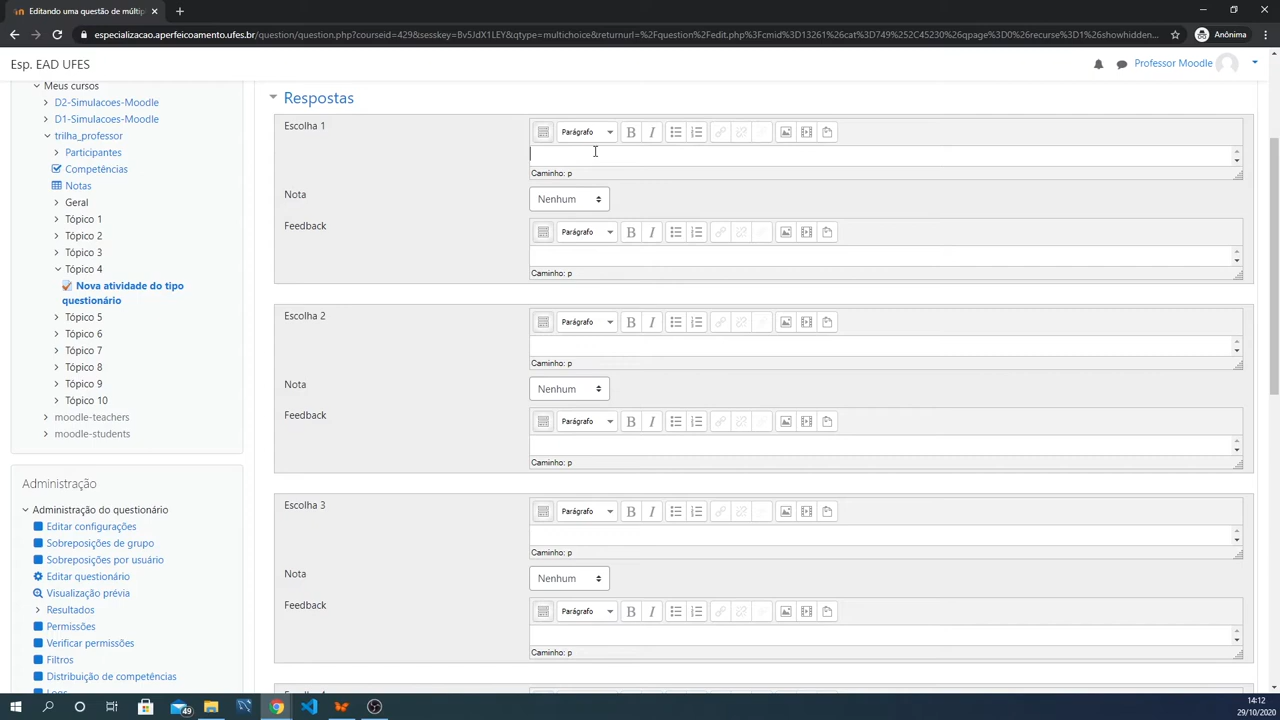 Editando uma questão de múltip
especializacao.aperfeicoamento.ufes.br/question/question.php?courseid=429&sesskey=Bv5JdX1LEY&qtype=multichoice&returnurl=%2Fquestion%2Fedit.php%3Fcmid%3D13261%26cat%3D749%252C45230%26qpage%3D0%26recurse%3D1%26showhidden...
Anônima
Esp. EAD UFES
Professor Moodle
Meus cursos
D2-Simulacoes-Moodle
D1-Simulacoes-Moodle
trilha_professor
Participantes
Competências
Notas
Geral
Tópico 1
Tópico 2
Tópico 3
Tópico 4
Nova atividade do tipo
questionário
Tópico 5
Tópico 6
Tópico 7
Tópico 8
Tópico 9
Tópico 10
moodle-teachers
moodle-students
Administração
Administração do questionário
Editar configurações
Sobreposições de grupo
Sobreposições por usuário
Editar questionário
Visualização prévia
Resultados
Permissões
Verificar permissões
Filtros
Distribuição de competências
Logs
Respostas
Escolha 1
Parágrafo B I
Caminho: p
Nota
Nenhum
Feedback
Parágrafo B I
Caminho: p
Escolha 2
Parágrafo B I
Caminho: p
Nota
Nenhum
Feedback
Parágrafo B I
Caminho: p
Escolha 3
Parágrafo B I
Caminho: p
Nota
Nenhum
Feedback
Parágrafo B I
Caminho: p
49
14:12
29/10/2020